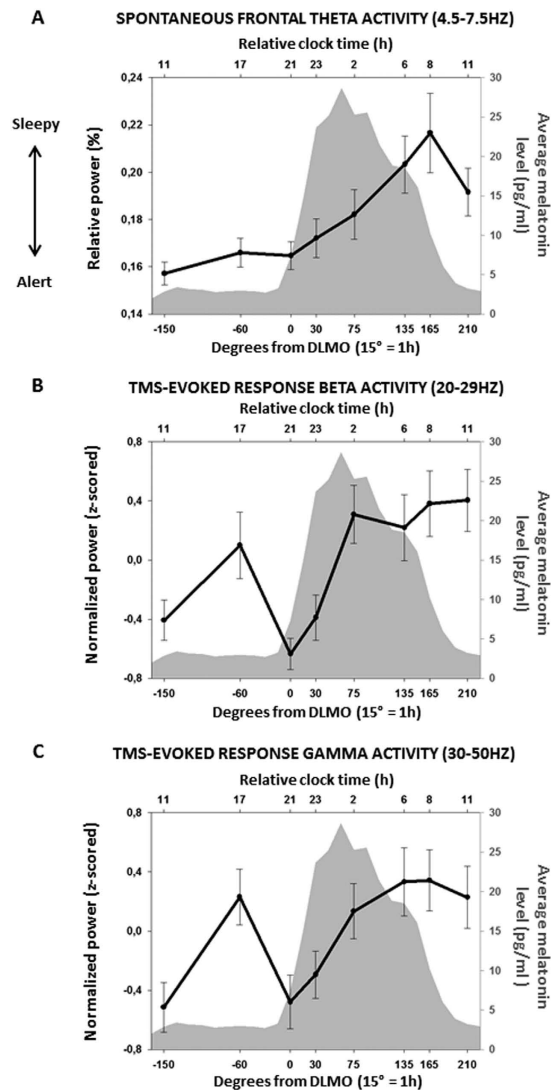 A SPONTANEOUS FRONTAL THETA ACTIVITY (4.5-7.5HZ)
Relative clock time (h)
11 17 21 23 2 6 8 11
Sleepy
Alert
Relative power (%)
0,24
0,22
0,20
0,18
0,16
0,14
30
25
20
15
10
5
0
Average melatonin
level (pg/ml)
-150 -60 0 30 75 135 165 210
Degrees from DLMO (15° = 1h)
B TMS-EVOKED RESPONSE BETA ACTIVITY (20-29HZ)
Relative clock time (h)
11 17 21 23 2 6 8 11
Normalized power (z-scored)
0,8
0,4
0,0
-0,4
-0,8
30
25
20
15
10
5
0
Average melatonin
level (pg/ml)
-150 -60 0 30 75 135 165 210
Degrees from DLMO (15° = 1h)
C TMS-EVOKED RESPONSE GAMMA ACTIVITY (30-50HZ)
Relative clock time (h)
11 17 21 23 2 6 8 11
Normalized power (z-scored)
0,8
0,4
0,0
-0,4
-0,8
30
25
20
15
10
5
0
Average melatonin
level (pg/ml )
-150 -60 0 30 75 135 165 210
Degrees from DLMO (15° = 1h)